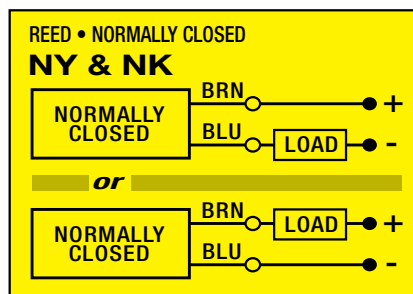 REED • NORMALLY CLOSED
NY & NK
NORMALLY
CLOSED
BRN
+
BLU
LOAD
-
or
NORMALLY
CLOSED
BRN
LOAD
+
BLU
-